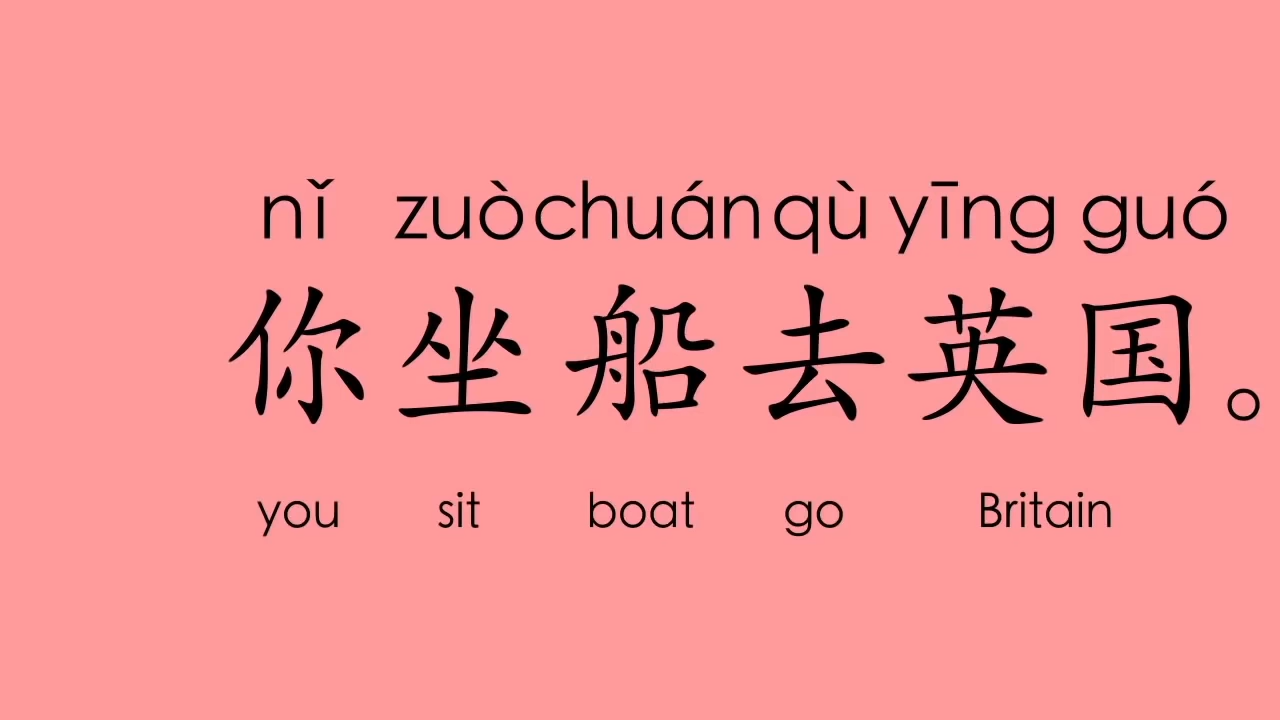 nǐ zuò chuán qù yīng guó
你坐船去英国。
you sit boat go Britain